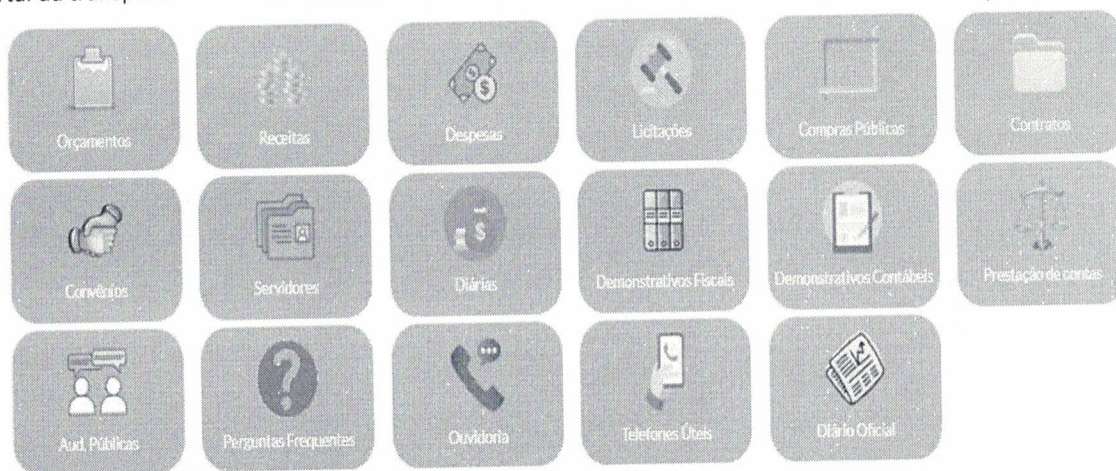 Orçamentos
Receitas
Despesas
Licitações
Compras Públicas
Contratos
Convênios
Servidores
Diárias
Demonstrativos Fiscais
Demonstrativos Contábeis
Prestação de contas
Aud. Públicas
Perguntas Frequentes
Ouvidoria
Telefones Úteis
Diário Oficial